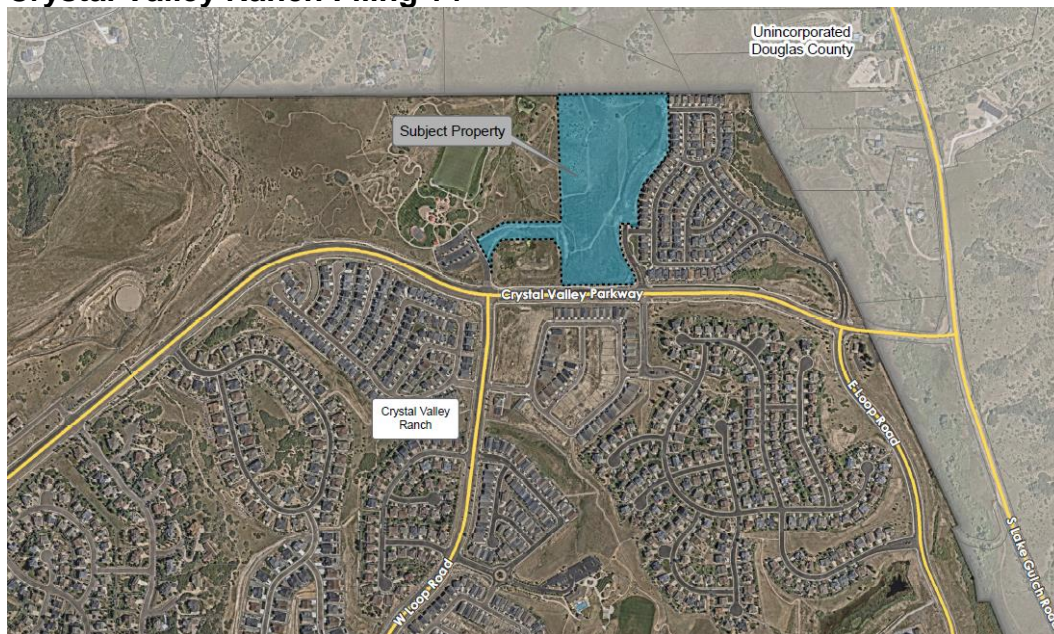 Crystal Valley Ranch Filing
Unincorporated
Douglas County
Subject Property
Crystal Valley Parkway
Crystal Valley
Ranch
E Loop Road
W Loop Road
S Lake Gulch Road